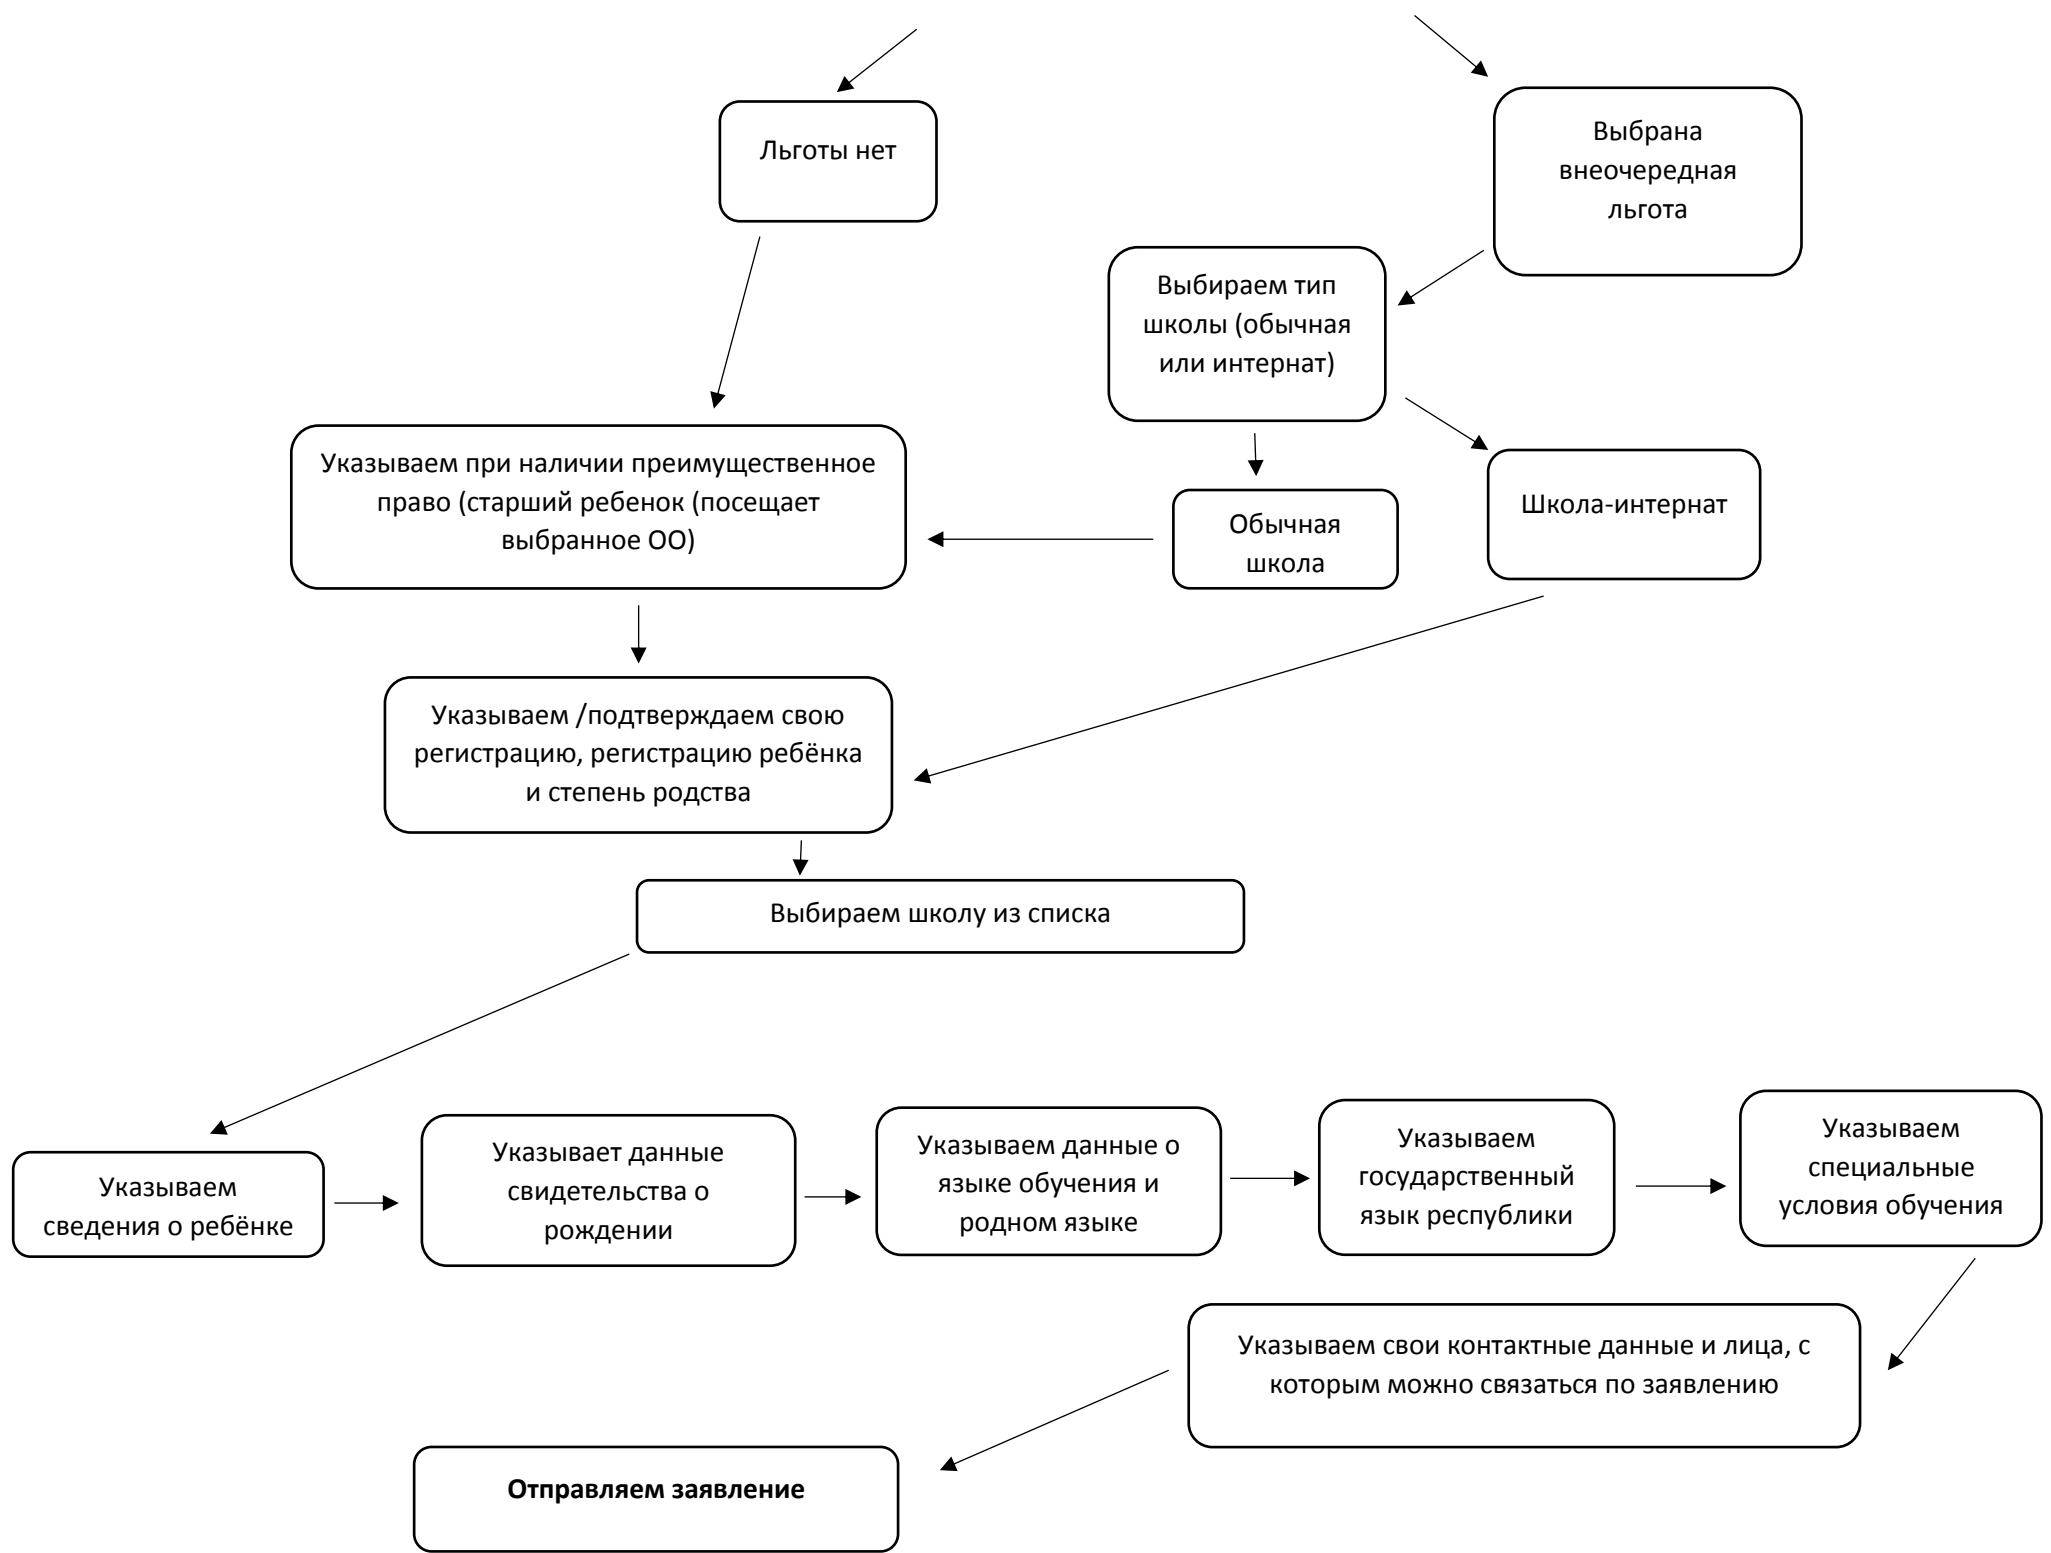 Льготы нет
Выбрана
внеочередная
льгота
Выбираем тип
школы (обычная
или интернат)
Указываем при наличии преимущественное
право (старший ребенок (посещает
выбранное ОО)
Обычная
школа
Школа-интернат
Указываем /подтверждаем свою
регистрацию, регистрацию ребёнка
и степень родства
Выбираем школу из списка
Указываем
сведения о ребёнке
Указывает данные
свидетельства о
рождении
Указываем данные о
языке обучения и
родном языке
Указываем
государственный
язык республики
Указываем
специальные
условия обучения
Указываем свои контактные данные и лица, с
которым можно связаться по заявлению
Отправляем заявление